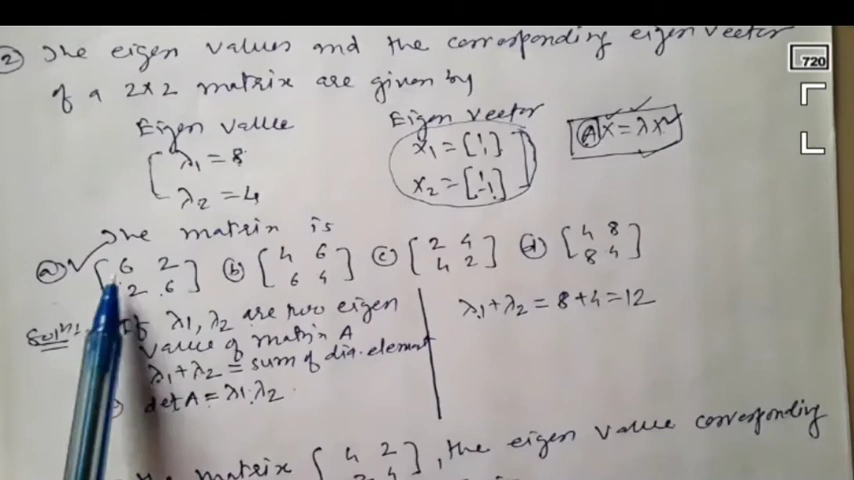 ② The eigen values and the corresponding eigen vector
of a 2×2 matrix are given by
Eigen value Eigen vector
λ1 = 8 x1 = [1 1] Ⓐx = λx
λ2 = 4 x2 = [1 -1]
The matrix is
ⓐ [6 2 2 6] ⓑ [4 6 6 4] ⓒ [2 4 4 2] ⓓ [4 8 8 4]
Soln: If λ1, λ2 are two eigen
value of matrix A
λ1+λ2 = sum of dia. element
det A = λ1.λ2
λ1+λ2 = 8+4=12
the matrix [4 2 2 4], the eigen value corresponding
720